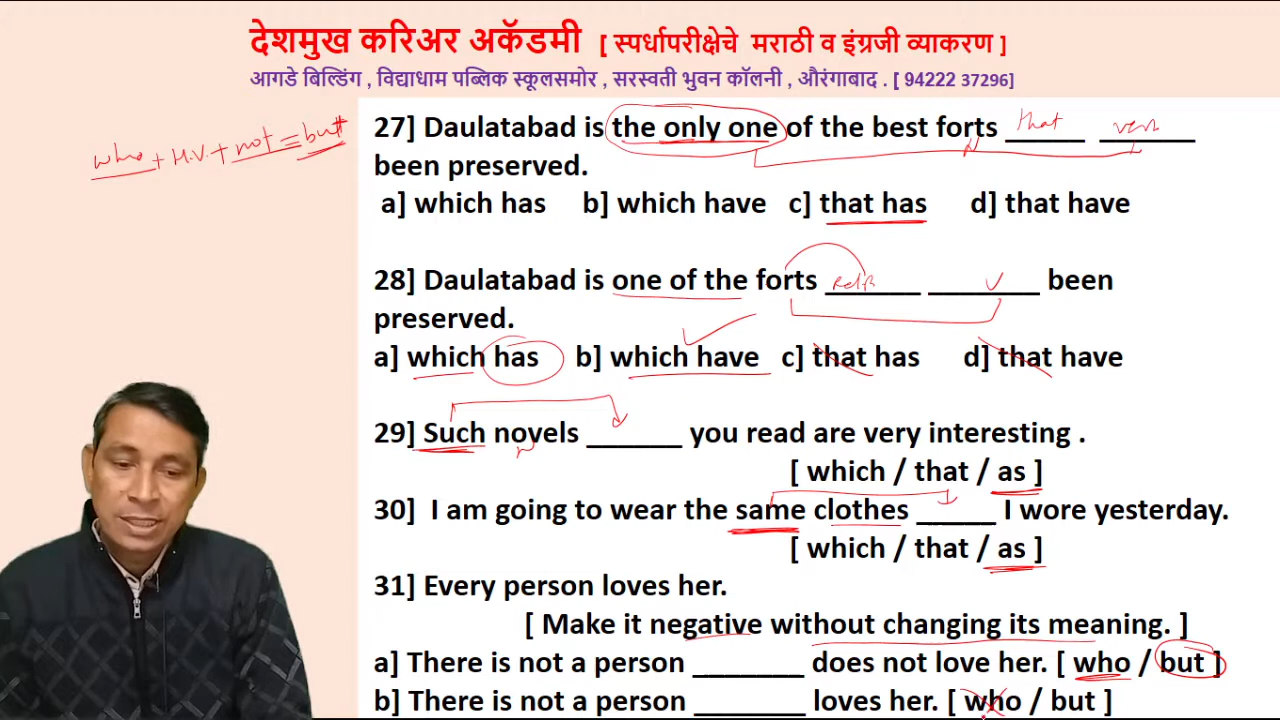 देशमुख करिअर अकॅडमी [ स्पर्धापरीक्षेचे मराठी व इंग्रजी व्याकरण ]
आगडे बिल्डिंग , विद्याधाम पब्लिक स्कूलसमोर , सरस्वती भुवन कॉलनी , औरंगाबाद . [ 94222 37296]
who + H.V. + not = but
27] Daulatabad is the only one of the best forts that ______
been preserved.
a] which has b] which have c] that has d] that have
28] Daulatabad is one of the forts ______ ______ been
preserved.
a] which has b] which have c] that has d] that have
29] Such novels ______ you read are very interesting .
[ which / that / as ]
30] I am going to wear the same clothes _____ I wore yesterday.
[ which / that / as ]
31] Every person loves her.
[ Make it negative without changing its meaning. ]
a] There is not a person _______ does not love her. [ who / but ]
b] There is not a person _______ loves her. [ who / but ]